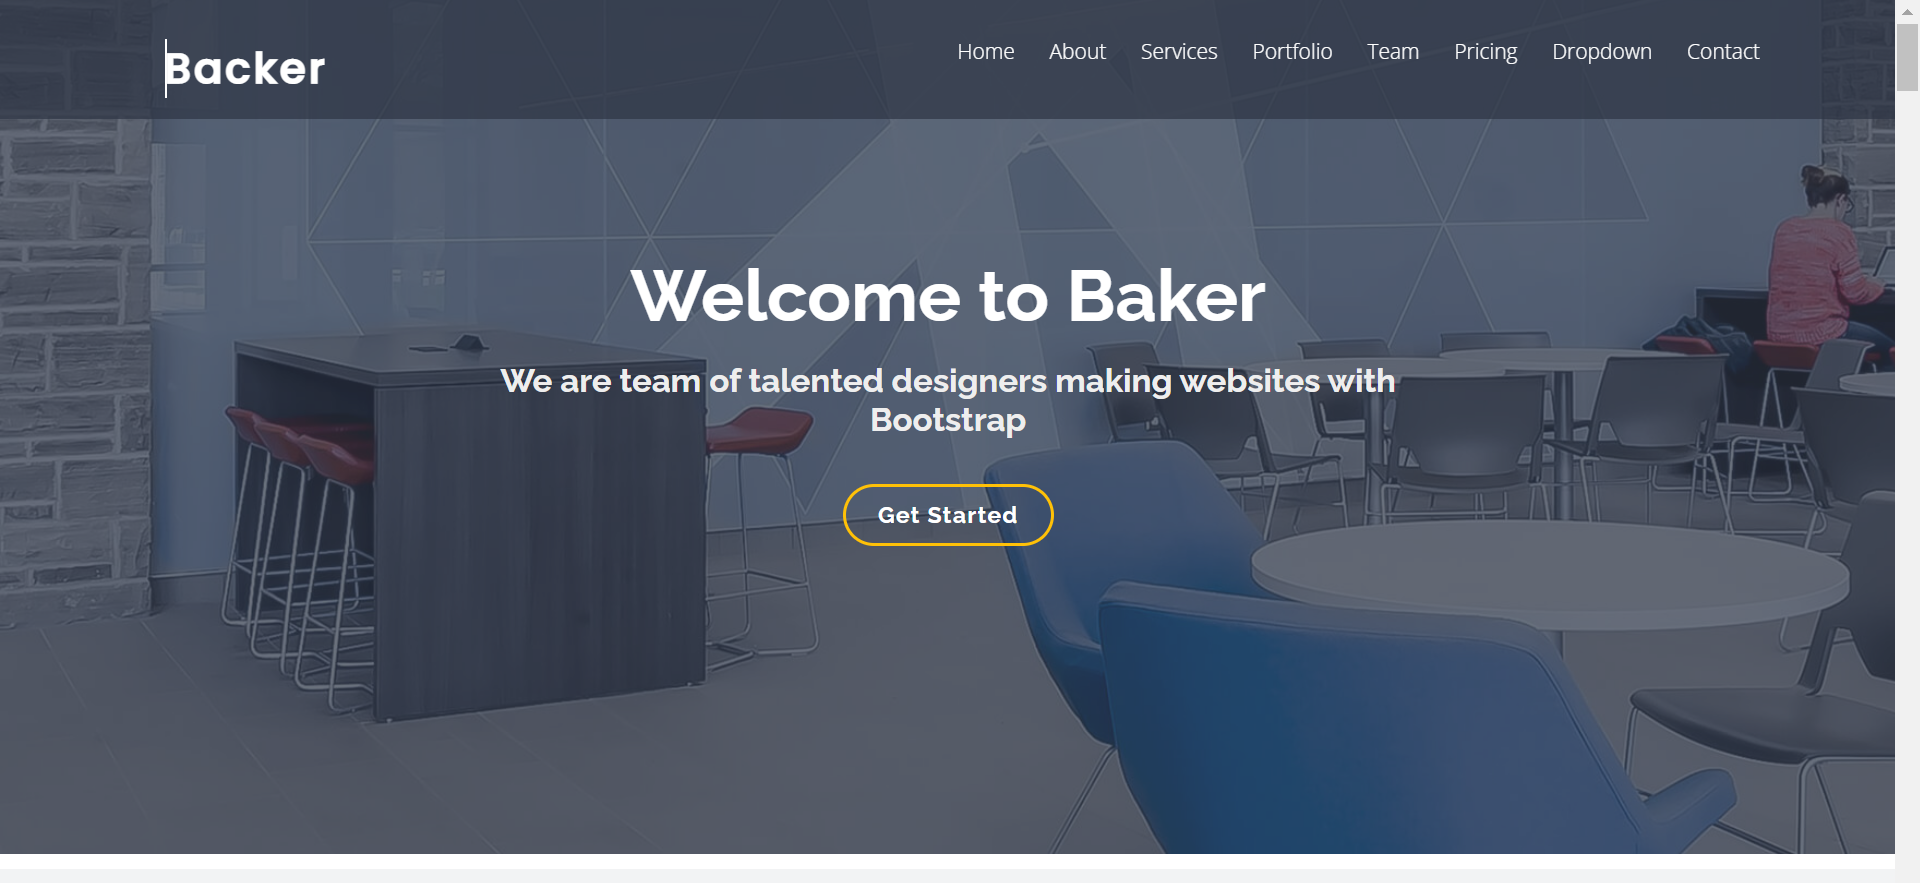 Backer
Home About Services Portfolio Team Pricing Dropdown Contact
Welcome to Baker
We are team of talented designers making websites with
Bootstrap
Get Started